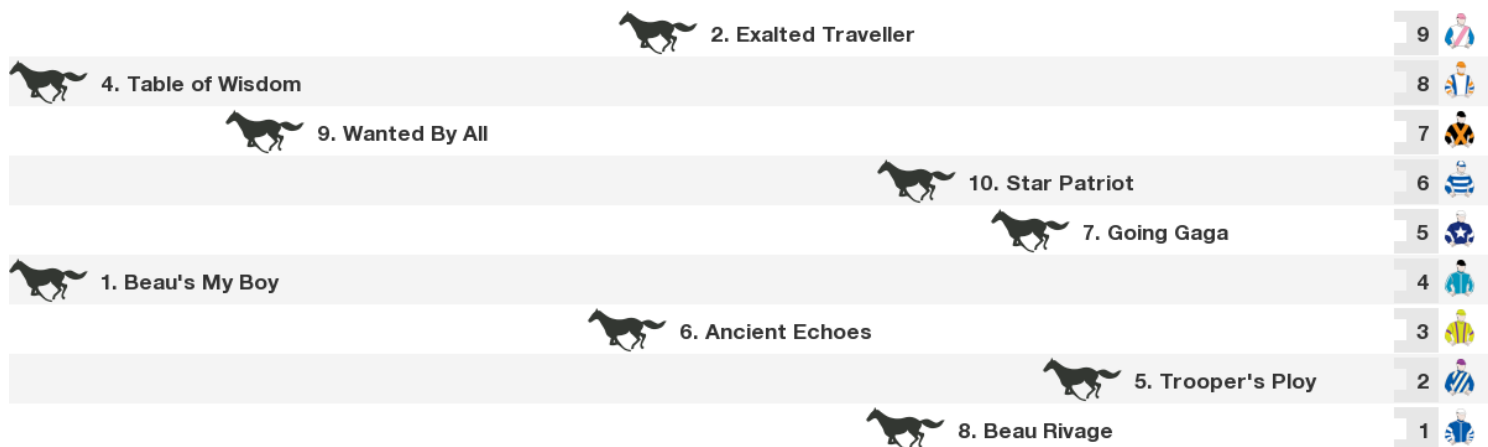 2. Exalted Traveller 9
4. Table of Wisdom 8
9. Wanted By All 7
10. Star Patriot 6
7. Going Gaga 5
1. Beau's My Boy 4
6. Ancient Echoes 3
5. Trooper's Ploy 2
8. Beau Rivage 1